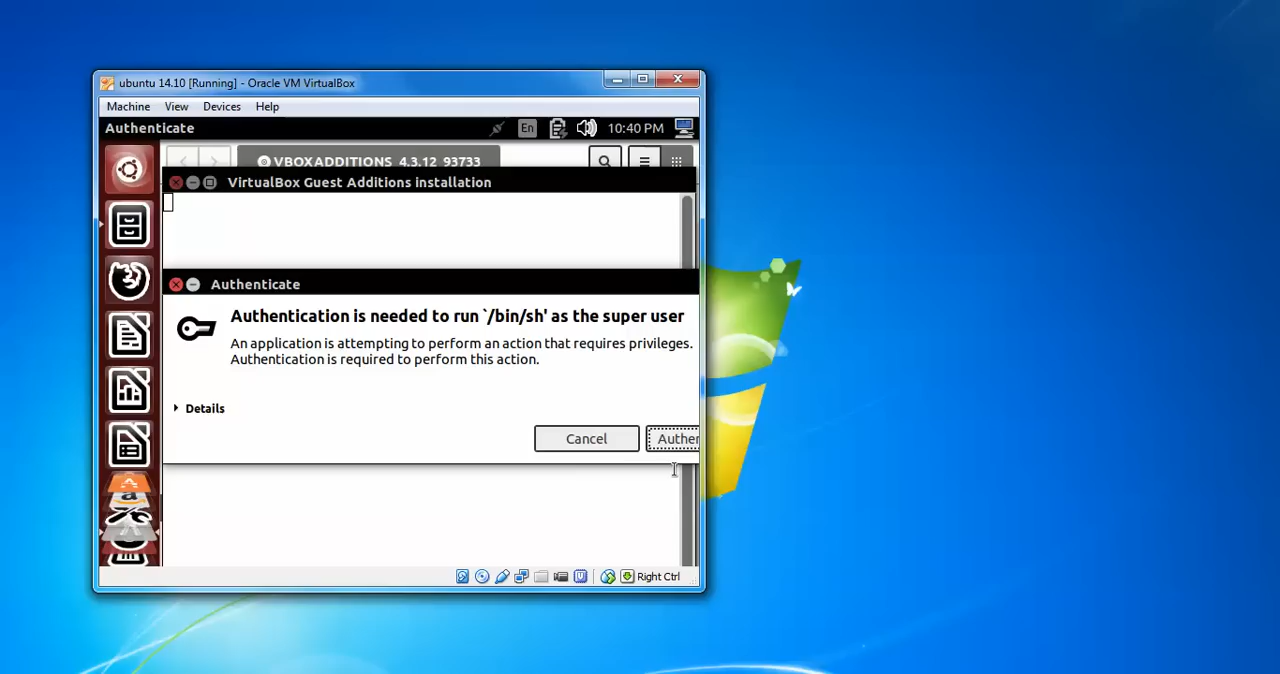 ubuntu 14.10 [Running] - Oracle VM VirtualBox
Machine View Devices Help
Authenticate En 10:40 PM
VBOXADDITIONS_4.3.12_93733
VirtualBox Guest Additions installation
Authenticate
Authentication is needed to run `/bin/sh' as the super user
An application is attempting to perform an action that requires privileges.
Authentication is required to perform this action.
Details
Cancel Authen
Right Ctrl